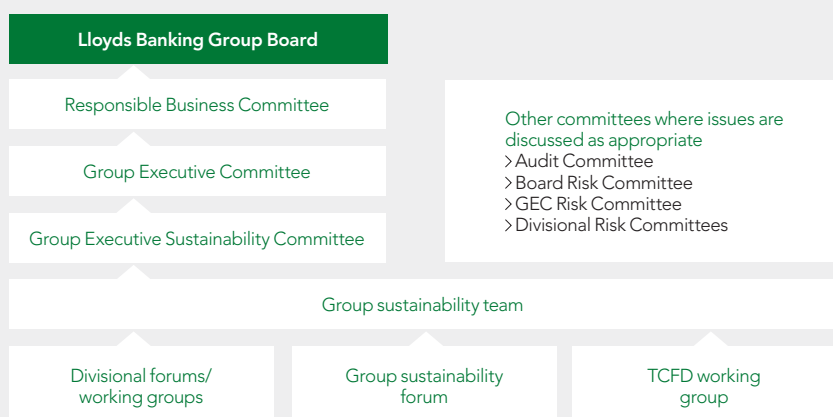 Lloyds Banking Group Board
Responsible Business Committee
Group Executive Committee
Group Executive Sustainability Committee
Other committees where issues are
discussed as appropriate
> Audit Committee
> Board Risk Committee
> GEC Risk Committee
> Divisional Risk Committees
Group sustainability team
Divisional forums/
working groups
Group sustainability
forum
TCFD working
group